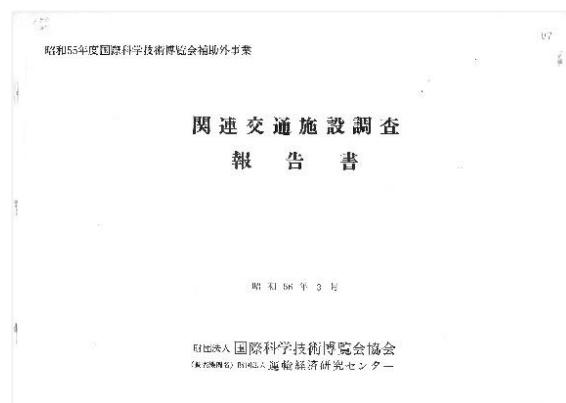 昭和55年度国際科学技術博覧会補助外事業
関連交通施設調査
報告書
昭和56年3月
財団法人 国際科学技術博覧会協会
財団法人 運輸経済研究センター